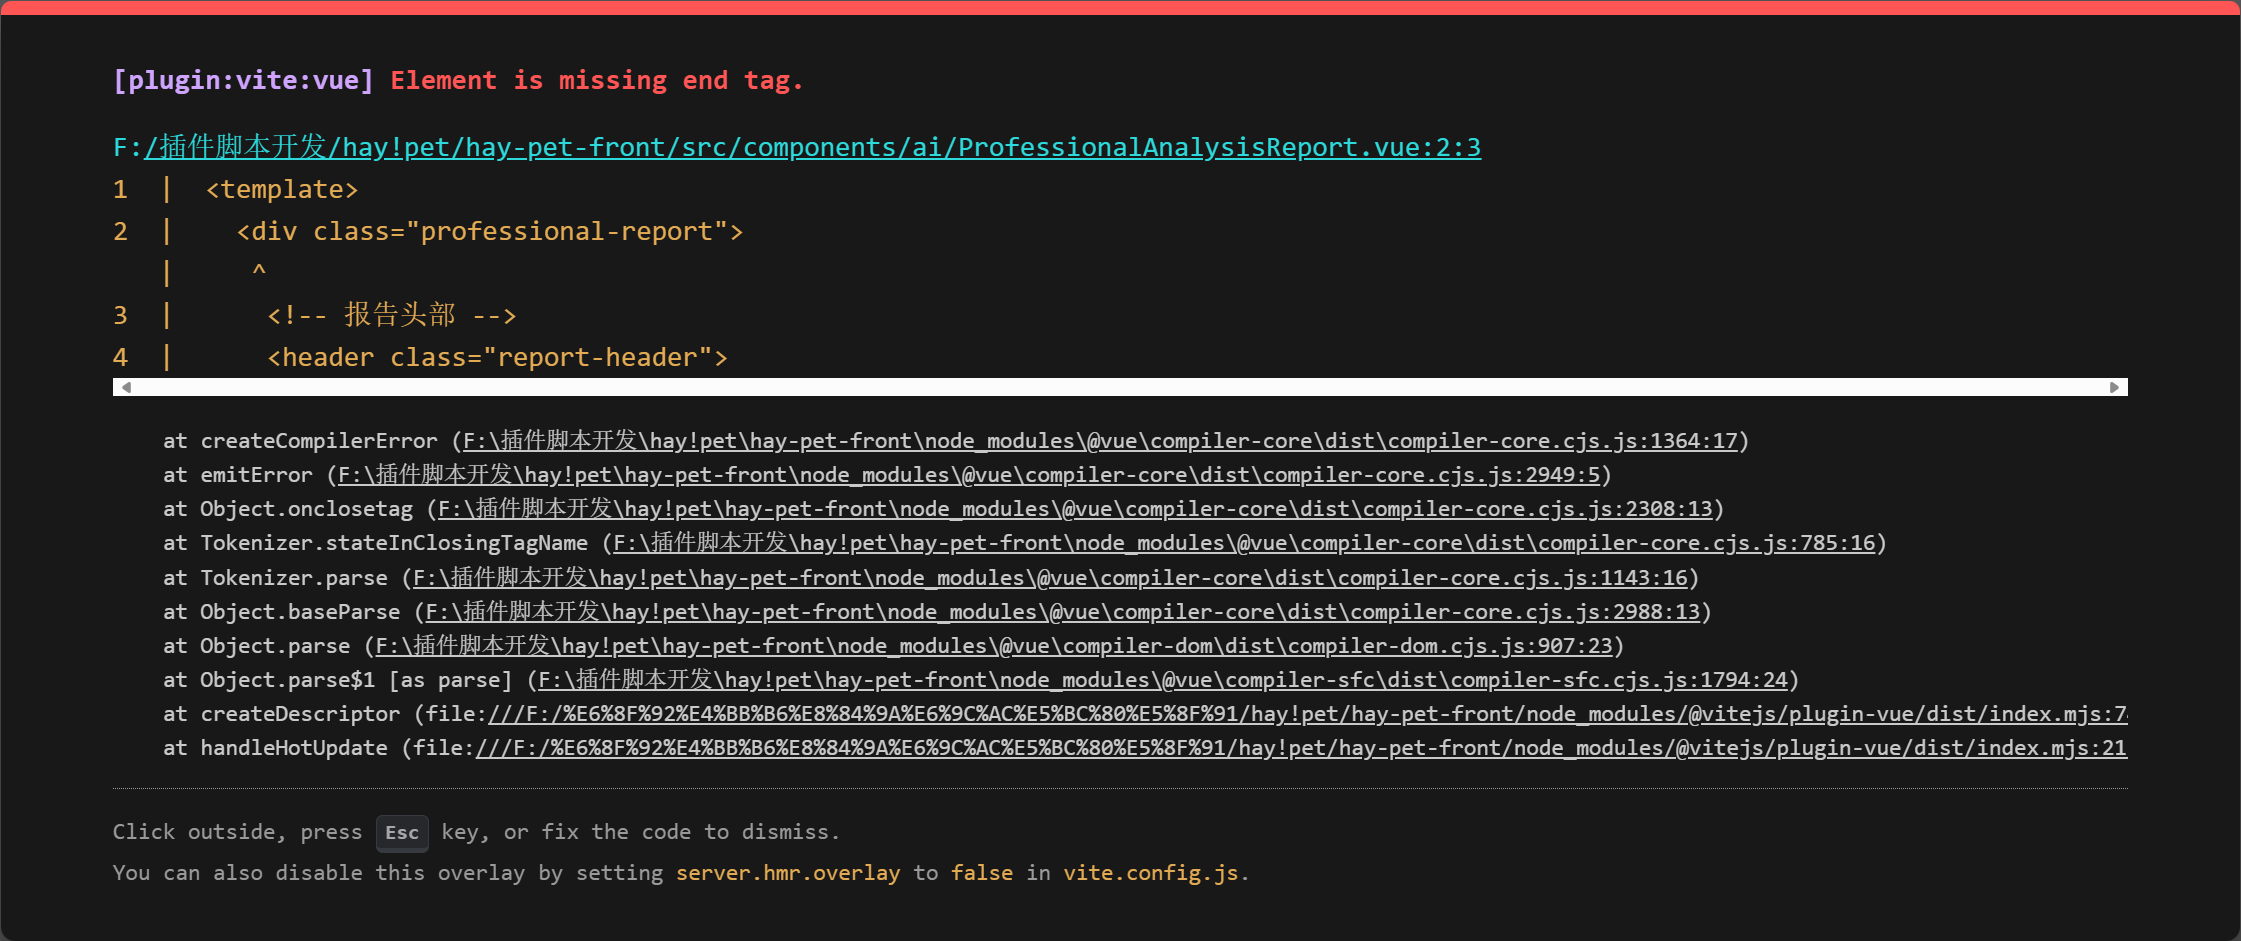 [plugin:vite:vue] Element is missing end tag.
F:/插件脚本开发/hay!pet/hay-pet-front/src/components/ai/ProfessionalAnalysisReport.vue:2:3
1  |  <template>
2  |    <div class="professional-report">
   |     ^
3  |      <!-- 报告头部 -->
4  |      <header class="report-header">
at createCompilerError (F:\插件脚本开发\hay!pet\hay-pet-front\node_modules\@vue\compiler-core\dist\compiler-core.cjs.js:1364:17)
at emitError (F:\插件脚本开发\hay!pet\hay-pet-front\node_modules\@vue\compiler-core\dist\compiler-core.cjs.js:2949:5)
at Object.onclosetag (F:\插件脚本开发\hay!pet\hay-pet-front\node_modules\@vue\compiler-core\dist\compiler-core.cjs.js:2308:13)
at Tokenizer.stateInClosingTagName (F:\插件脚本开发\hay!pet\hay-pet-front\node_modules\@vue\compiler-core\dist\compiler-core.cjs.js:785:16)
at Tokenizer.parse (F:\插件脚本开发\hay!pet\hay-pet-front\node_modules\@vue\compiler-core\dist\compiler-core.cjs.js:1143:16)
at Object.baseParse (F:\插件脚本开发\hay!pet\hay-pet-front\node_modules\@vue\compiler-core\dist\compiler-core.cjs.js:2988:13)
at Object.parse (F:\插件脚本开发\hay!pet\hay-pet-front\node_modules\@vue\compiler-dom\dist\compiler-dom.cjs.js:907:23)
at Object.parse$1 [as parse] (F:\插件脚本开发\hay!pet\hay-pet-front\node_modules\@vue\compiler-sfc\dist\compiler-sfc.cjs.js:1794:24)
at createDescriptor (file:///F:/%E6%8F%92%E4%BB%B6%E8%84%9A%E6%9C%AC%E5%BC%80%E5%8F%91/hay!pet/hay-pet-front/node_modules/@vitejs/plugin-vue/dist/index.mjs:7
at handleHotUpdate (file:///F:/%E6%8F%92%E4%BB%B6%E8%84%9A%E6%9C%AC%E5%BC%80%E5%8F%91/hay!pet/hay-pet-front/node_modules/@vitejs/plugin-vue/dist/index.mjs:21
Click outside, press Esc key, or fix the code to dismiss.
You can also disable this overlay by setting server.hmr.overlay to false in vite.config.js.